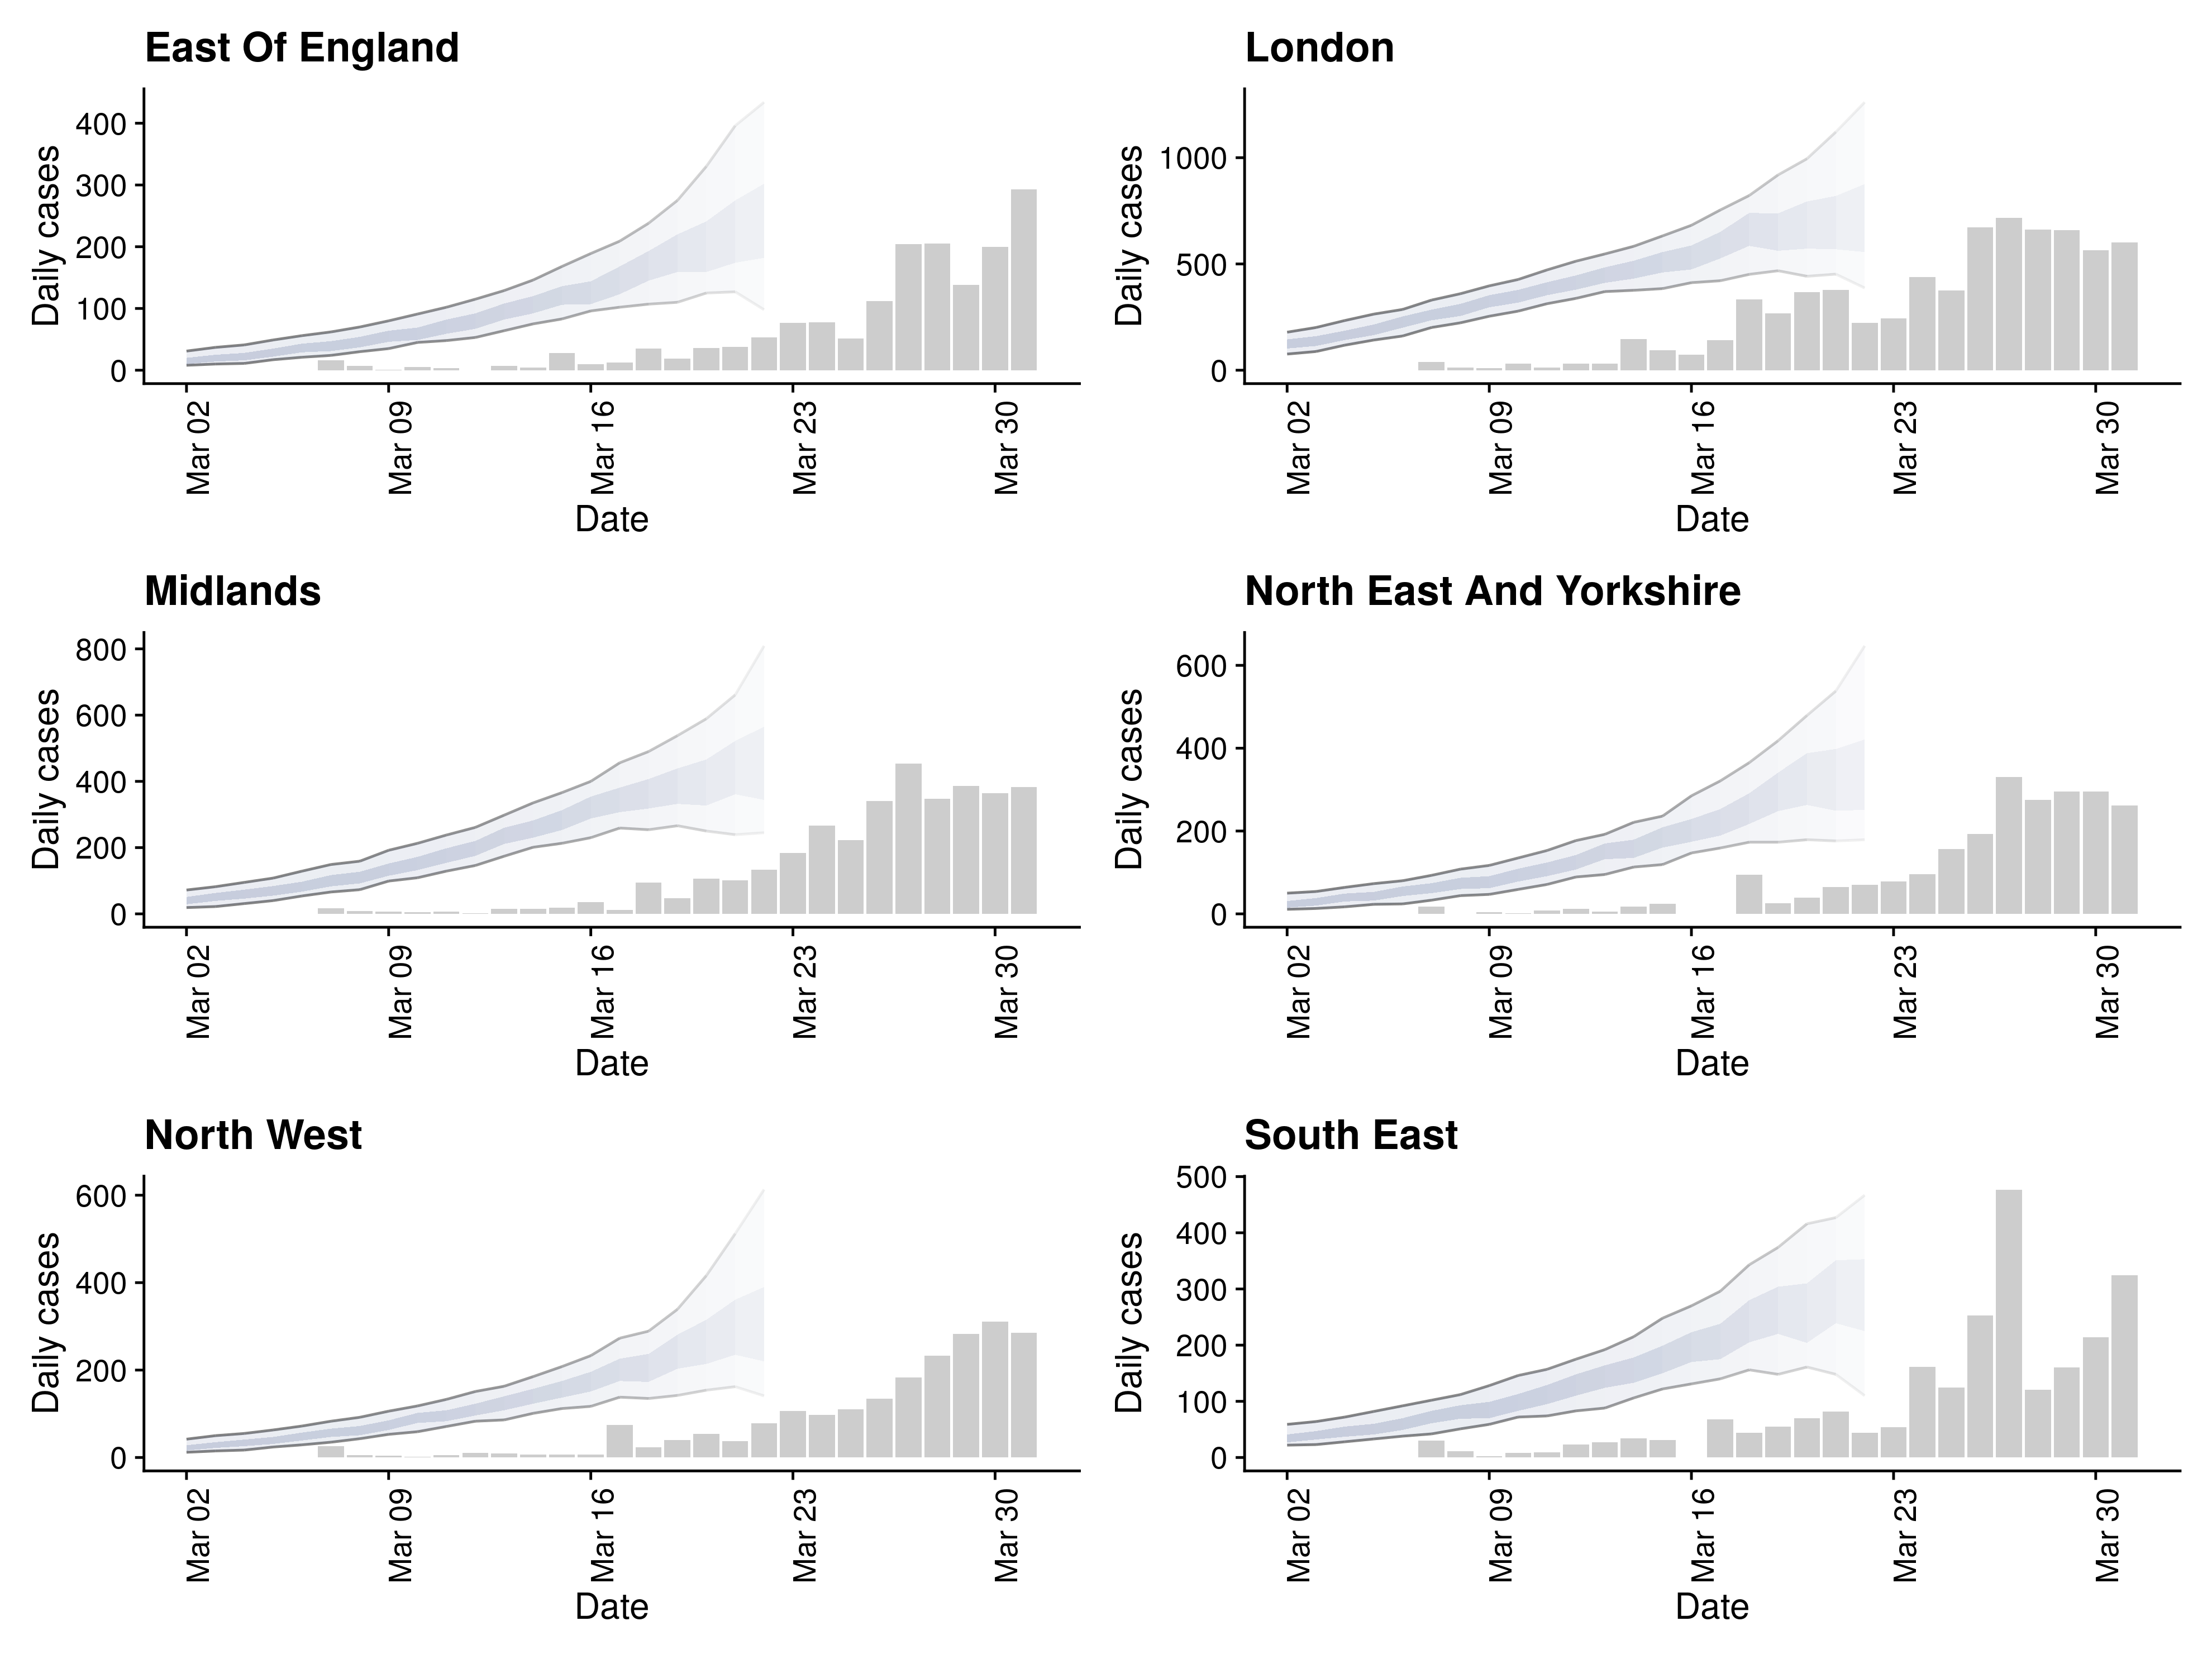 East Of England
Daily cases
400
300
200
100
0
Mar 02
Mar 09
Mar 16
Mar 23
Mar 30
Date
London
Daily cases
1000
500
0
Mar 02
Mar 09
Mar 16
Mar 23
Mar 30
Date
Midlands
Daily cases
800
600
400
200
0
Mar 02
Mar 09
Mar 16
Mar 23
Mar 30
Date
North East And Yorkshire
Daily cases
600
400
200
0
Mar 02
Mar 09
Mar 16
Mar 23
Mar 30
Date
North West
Daily cases
600
400
200
0
Mar 02
Mar 09
Mar 16
Mar 23
Mar 30
Date
South East
Daily cases
500
400
300
200
100
0
Mar 02
Mar 09
Mar 16
Mar 23
Mar 30
Date